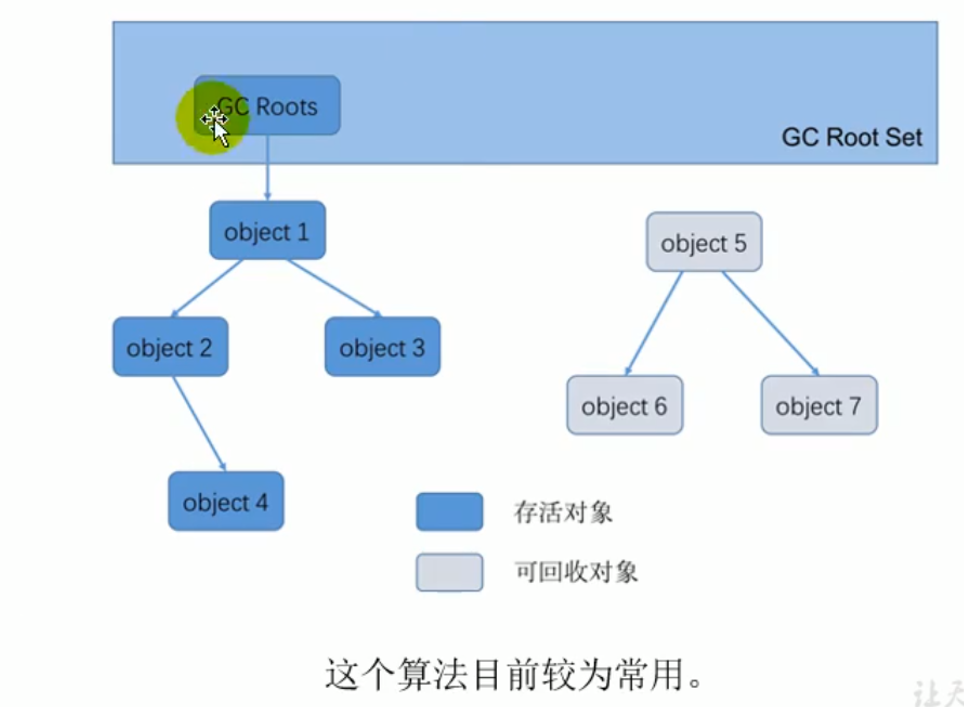 GC Roots
GC Root Set
object 1
object 5
object 2
object 3
object 6
object 7
object 4
存活对象
可回收对象
这个算法目前较为常用。
让天